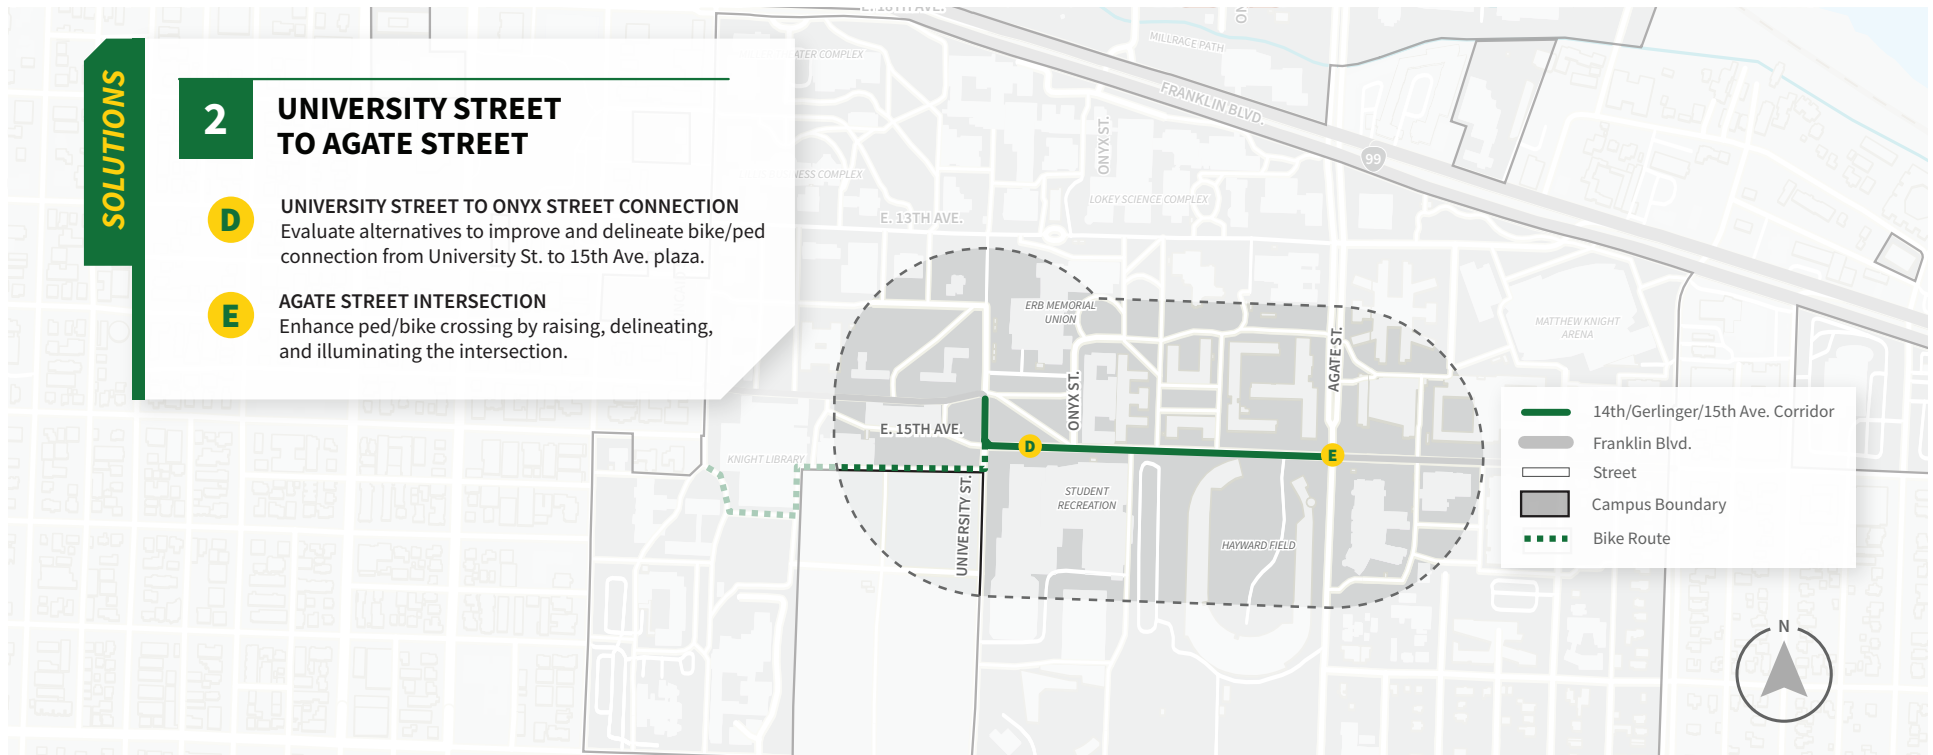 SOLUTIONS
2
UNIVERSITY STREET
TO AGATE STREET
D
UNIVERSITY STREET TO ONYX STREET CONNECTION
Evaluate alternatives to improve and delineate bike/ped
connection from University St. to 15th Ave. plaza.
E
AGATE STREET INTERSECTION
Enhance ped/bike crossing by raising, delineating,
and illuminating the intersection.
MILLRACE PATH
FRANKLIN BLVD.
99
ONYX ST.
LOKEY SCIENCE COMPLEX
E. 13TH AVE.
ERB MEMORIAL
UNION
MATTHEW KNIGHT
ARENA
AGATE ST.
ONYX ST.
E. 15TH AVE.
D
E
KNIGHT LIBRARY
UNIVERSITY ST.
STUDENT
RECREATION
HAYWARD FIELD
14th/Gerlinger/15th Ave. Corridor
Franklin Blvd.
Street
Campus Boundary
Bike Route
N